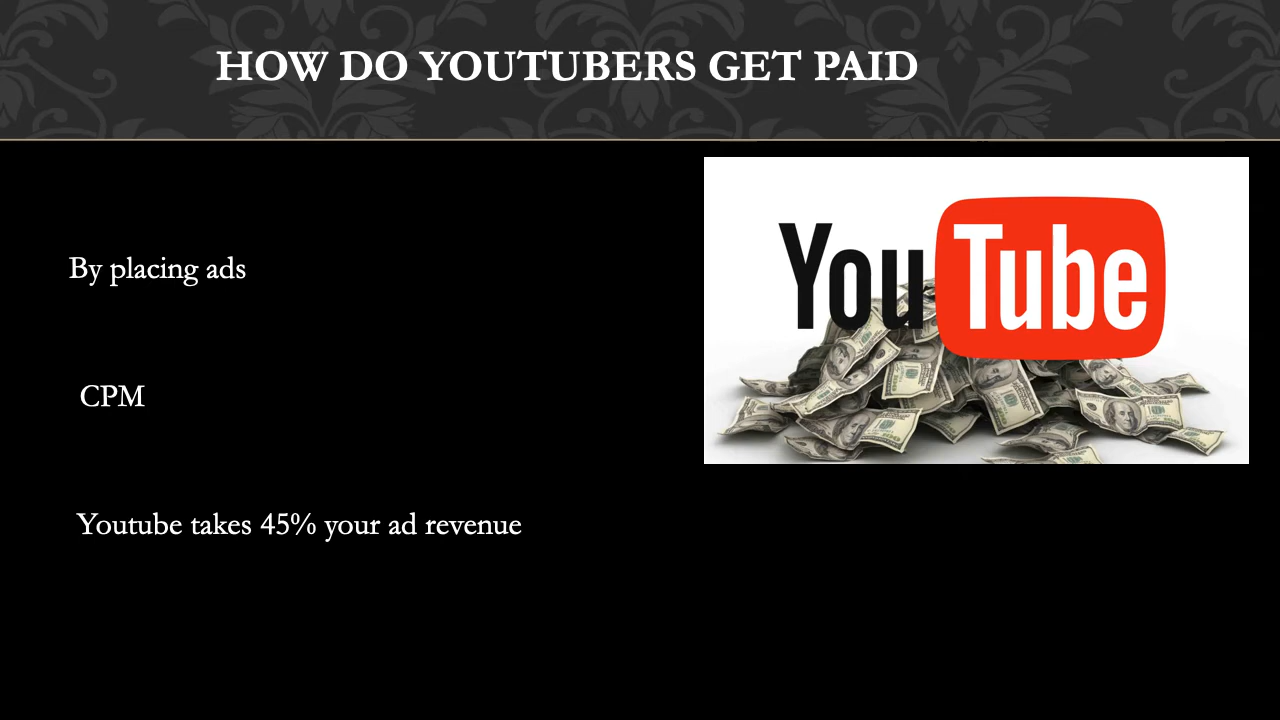 HOW DO YOUTUBERS GET PAID
By placing ads
CPM
Youtube takes 45% your ad revenue
YouTube